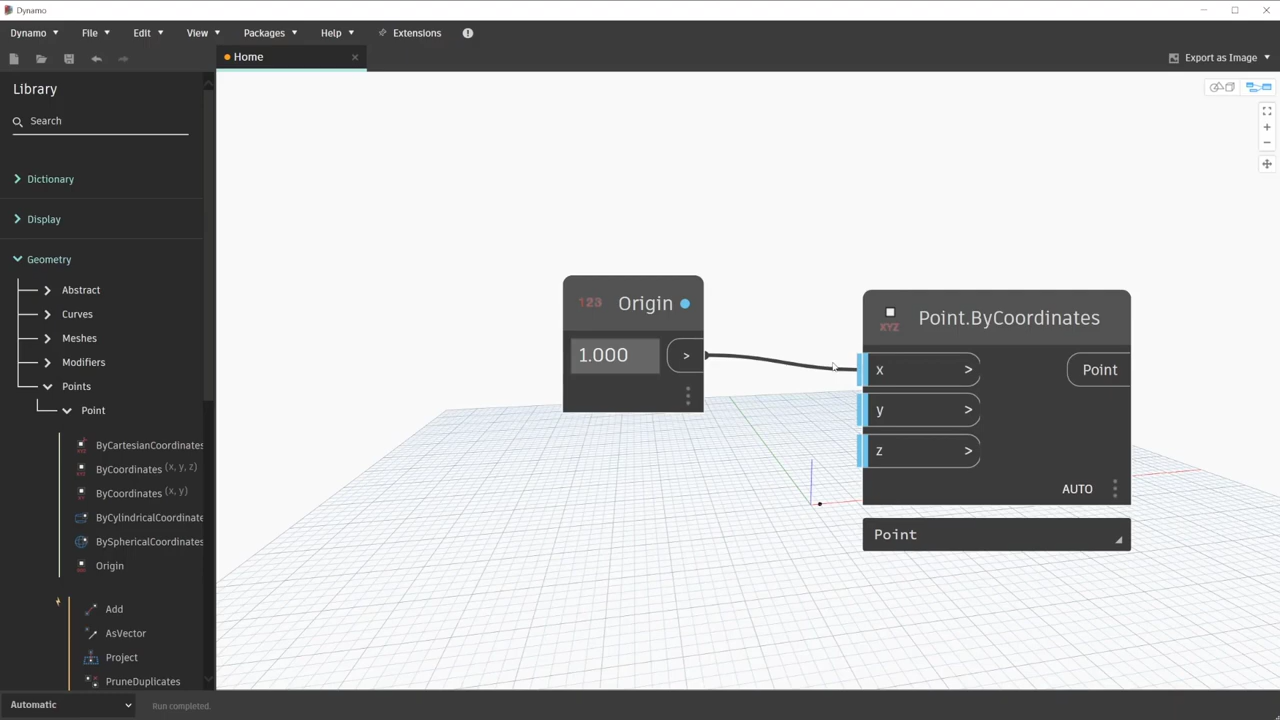 Dynamo
Dynamo File Edit View Packages Help Extensions
Home
Export as Image
Library
Search
Dictionary
Display
Geometry
Abstract
Curves
Meshes
Modifiers
Points
Point
ByCartesianCoordinates
ByCoordinates (x, y, z)
ByCoordinates (x, y)
ByCylindricalCoordinate
BySphericalCoordinates
Origin
Add
AsVector
Project
PruneDuplicates
123 Origin
1.000 >
XYZ Point.ByCoordinates
x > Point
y >
z >
AUTO
Point
Automatic
Run completed.